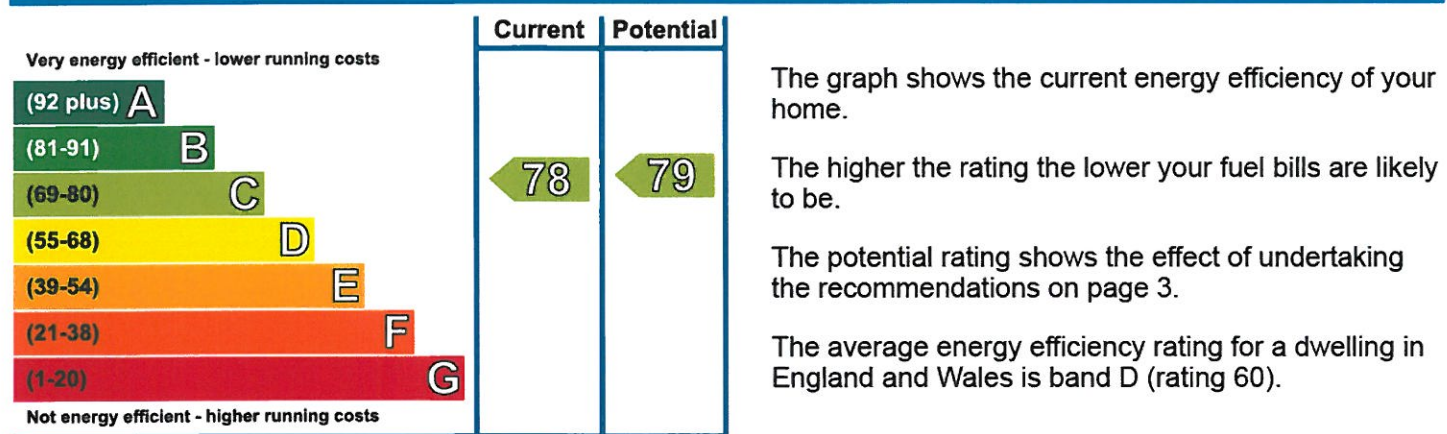 Current Potential
Very energy efficient - lower running costs
(92 plus) A
(81-91) B
(69-80) C
(55-68) D
(39-54) E
(21-38) F
(1-20) G
Not energy efficient - higher running costs
78
79
The graph shows the current energy efficiency of your
home.
The higher the rating the lower your fuel bills are likely
to be.
The potential rating shows the effect of undertaking
the recommendations on page 3.
The average energy efficiency rating for a dwelling in
England and Wales is band D (rating 60).